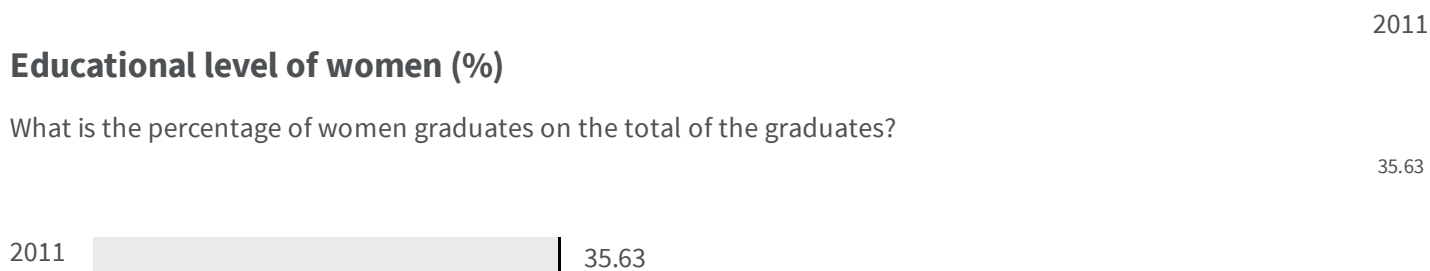 2011
Educational level of women (%)
What is the percentage of women graduates on the total of the graduates?
35.63
2011
35.63